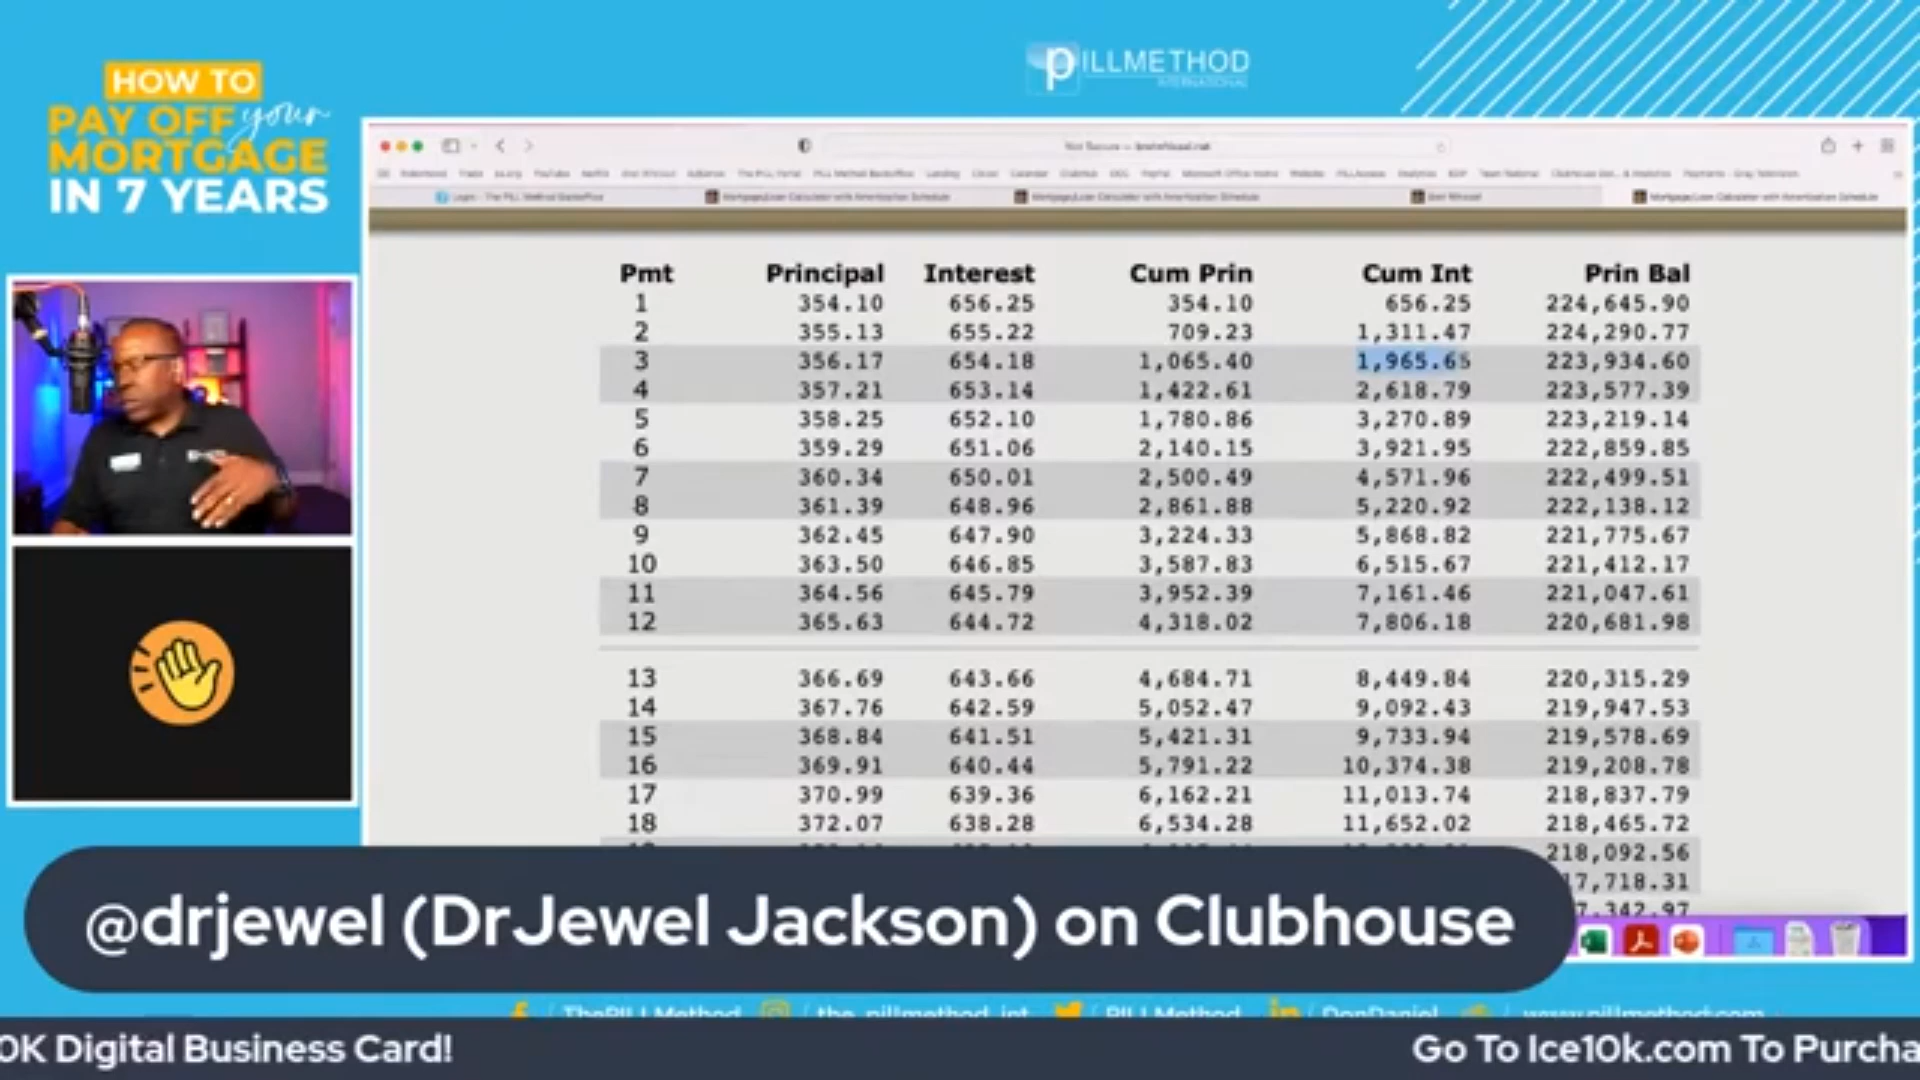 HOW TO
PAY OFF your
MORTGAGE
IN 7 YEARS
PILLMETHOD
INTERNATIONAL
Pmt Principal Interest Cum Prin Cum Int Prin Bal
1 354.10 656.25 354.10 656.25 224,645.90
2 355.13 655.22 709.23 1,311.47 224,290.77
3 356.17 654.18 1,065.40 1,965.65 223,934.60
4 357.21 653.14 1,422.61 2,618.79 223,577.39
5 358.25 652.10 1,780.86 3,270.89 223,219.14
6 359.29 651.06 2,140.15 3,921.95 222,859.85
7 360.34 650.01 2,500.49 4,571.96 222,499.51
8 361.39 648.96 2,861.88 5,220.92 222,138.12
9 362.45 647.90 3,224.33 5,868.82 221,775.67
10 363.50 646.85 3,587.83 6,515.67 221,412.17
11 364.56 645.79 3,952.39 7,161.46 221,047.61
12 365.63 644.72 4,318.02 7,806.18 220,681.98
13 366.69 643.66 4,684.71 8,449.84 220,315.29
14 367.76 642.59 5,052.47 9,092.43 219,947.53
15 368.84 641.51 5,421.31 9,733.94 219,578.69
16 369.91 640.44 5,791.22 10,374.38 219,208.78
17 370.99 639.36 6,162.21 11,013.74 218,837.79
18 372.07 638.28 6,534.28 11,652.02 218,465.72
218,092.56
17,718.31
7,342.97
@drjewel (DrJewel Jackson) on Clubhouse
ThePILLMethod the_pillmethod_int PILLMethod DonDaniel www.pillmethod.com
0K Digital Business Card! Go To Ice10k.com To Purcha